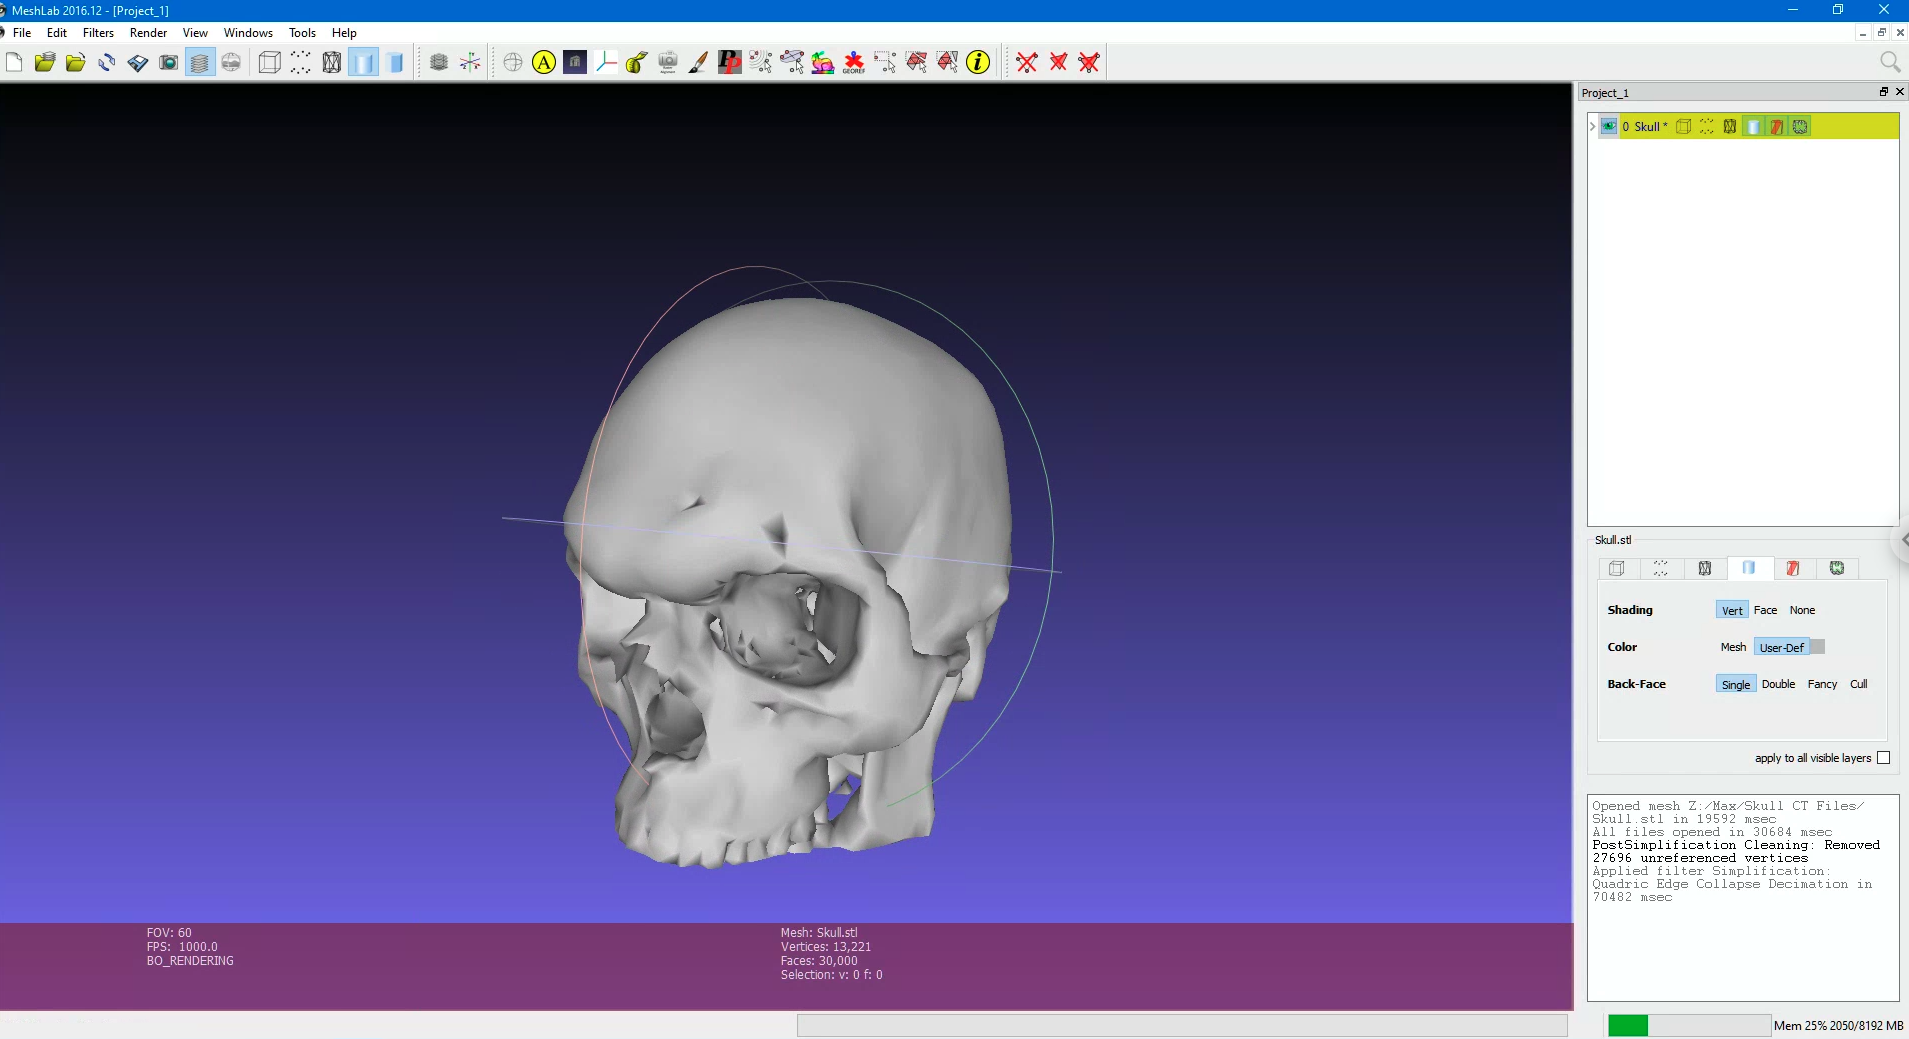 MeshLab 2016.12 - [Project_1]
File Edit Filters Render View Windows Tools Help
A
PP
GEOREF
i
Project_1
0 Skull *
Skull.stl
Shading Vert Face None
Color Mesh User-Def
Back-Face Single Double Fancy Cull
apply to all visible layers
Opened mesh Z:/Max/Skull CT Files/
Skull.stl in 19592 msec
All files opened in 30684 msec
PostSimplification Cleaning: Removed
27696 unreferenced vertices
Applied filter Simplification:
Quadric Edge Collapse Decimation in
70482 msec
FOV: 60
FPS: 1000.0
BO_RENDERING
Mesh: Skull.stl
Vertices: 13,221
Faces: 30,000
Selection: v: 0 f: 0
Mem 25% 2050/8192 MB